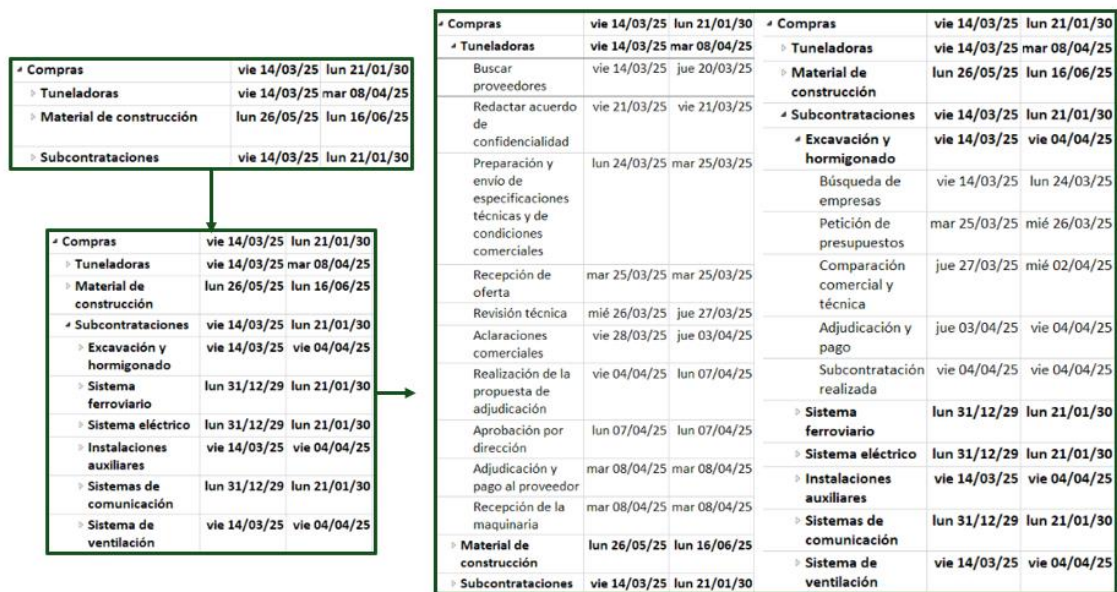 Compras vie 14/03/25 lun 21/01/30
Tuneladoras vie 14/03/25 mar 08/04/25
Material de construcción lun 26/05/25 lun 16/06/25
Subcontrataciones vie 14/03/25 lun 21/01/30
Compras vie 14/03/25 lun 21/01/30
Tuneladoras vie 14/03/25 mar 08/04/25
Material de lun 26/05/25 lun 16/06/25
construcción
Subcontrataciones vie 14/03/25 lun 21/01/30
Excavación y vie 14/03/25 vie 04/04/25
hormigonado
Sistema lun 31/12/29 lun 21/01/30
ferroviario
Sistema eléctrico lun 31/12/29 lun 21/01/30
Instalaciones vie 14/03/25 vie 04/04/25
auxiliares
Sistemas de lun 31/12/29 lun 21/01/30
comunicación
Sistema de vie 14/03/25 vie 04/04/25
ventilación
Compras vie 14/03/25 lun 21/01/30
Tuneladoras vie 14/03/25 mar 08/04/25
Buscar vie 14/03/25 jue 20/03/25
proveedores
Redactar acuerdo vie 21/03/25 vie 21/03/25
de
confidencialidad
Preparación y lun 24/03/25 mar 25/03/25
envío de
especificaciones
técnicas y de
condiciones
comerciales
Recepción de mar 25/03/25 mar 25/03/25
oferta
Revisión técnica mié 26/03/25 jue 27/03/25
Aclaraciones vie 28/03/25 jue 03/04/25
comerciales
Realización de la vie 04/04/25 lun 07/04/25
propuesta de
adjudicación
Aprobación por lun 07/04/25 lun 07/04/25
dirección
Adjudicación y mar 08/04/25 mar 08/04/25
pago al proveedor
Recepción de la mar 08/04/25 mar 08/04/25
maquinaria
Material de lun 26/05/25 lun 16/06/25
construcción
Subcontrataciones vie 14/03/25 lun 21/01/30
Compras vie 14/03/25 lun 21/01/30
Tuneladoras vie 14/03/25 mar 08/04/25
Material de lun 26/05/25 lun 16/06/25
construcción
Subcontrataciones vie 14/03/25 lun 21/01/30
Excavación y vie 14/03/25 vie 04/04/25
hormigonado
Búsqueda de vie 14/03/25 lun 24/03/25
empresas
Petición de mar 25/03/25 mié 26/03/25
presupuestos
Comparación jue 27/03/25 mié 02/04/25
comercial y
técnica
Adjudicación y jue 03/04/25 vie 04/04/25
pago
Subcontratación vie 04/04/25 vie 04/04/25
realizada
Sistema lun 31/12/29 lun 21/01/30
ferroviario
Sistema eléctrico lun 31/12/29 lun 21/01/30
Instalaciones vie 14/03/25 vie 04/04/25
auxiliares
Sistemas de lun 31/12/29 lun 21/01/30
comunicación
Sistema de vie 14/03/25 vie 04/04/25
ventilación